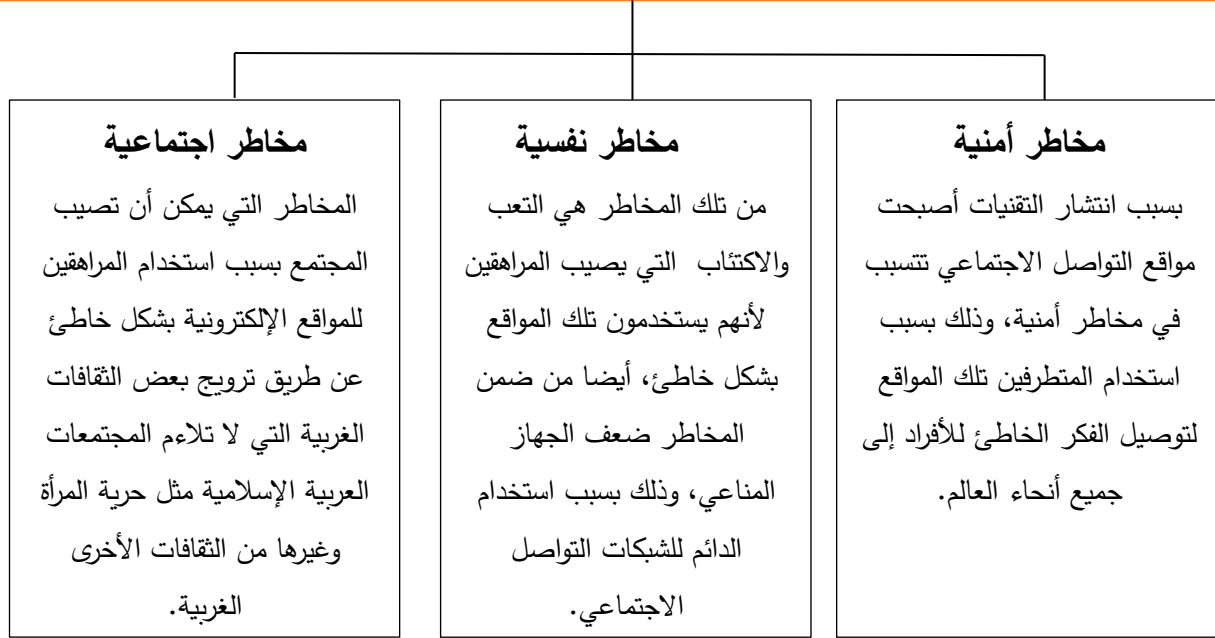 مخاطر أمنية
بسبب انتشار التقنيات أصبحت
مواقع التواصل الاجتماعي تتسبب
في مخاطر أمنية، وذلك بسبب
استخدام المتطرفين تلك المواقع
لتوصيل الفكر الخاطئ للأفراد إلى
جميع أنحاء العالم.
مخاطر نفسية
من تلك المخاطر هي التعب
والاكتئاب التي يصيب المراهقين
لأنهم يستخدمون تلك المواقع
بشكل خاطئ، أيضا من ضمن
المخاطر ضعف الجهاز
المناعي، وذلك بسبب استخدام
الدائم للشبكات التواصل
الاجتماعي.
مخاطر اجتماعية
المخاطر التي يمكن أن تصيب
المجتمع بسبب استخدام المراهقين
للمواقع الإلكترونية بشكل خاطئ
عن طريق ترويج بعض الثقافات
الغربية التي لا تلاءم المجتمعات
العربية الإسلامية مثل حرية المرأة
وغيرها من الثقافات الأخرى
الغربية.